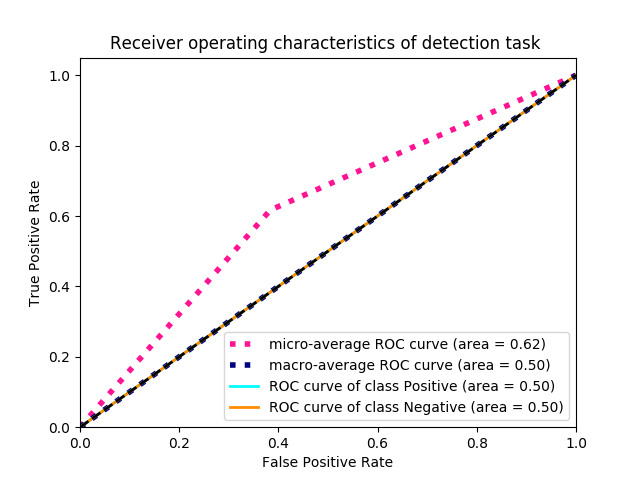 Receiver operating characteristics of detection task
True Positive Rate
1.0
0.8
0.6
0.4
0.2
0.0
micro-average ROC curve (area = 0.62)
macro-average ROC curve (area = 0.50)
ROC curve of class Positive (area = 0.50)
ROC curve of class Negative (area = 0.50)
0.0 0.2 0.4 0.6 0.8 1.0
False Positive Rate